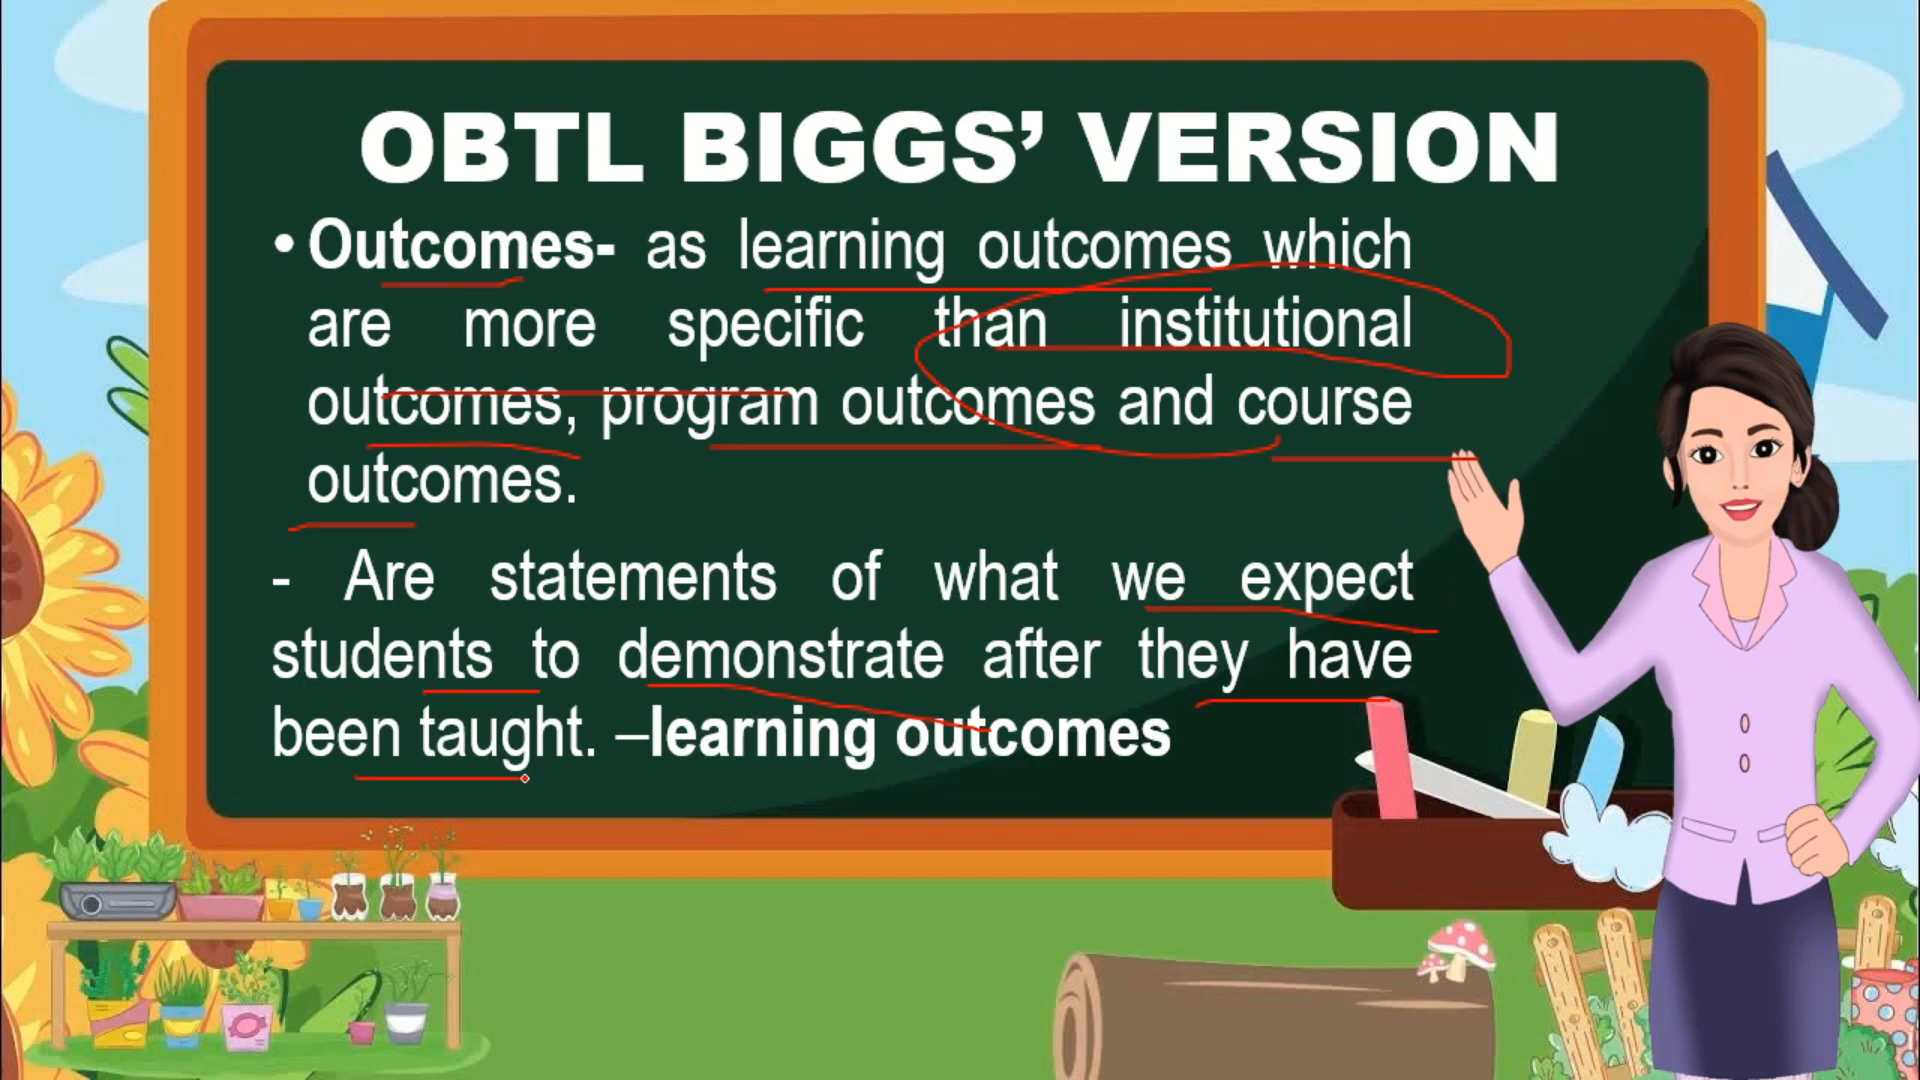 OBTL BIGGS’ VERSION
• Outcomes- as learning outcomes which
are more specific than institutional
outcomes, program outcomes and course
outcomes.
- Are statements of what we expect
students to demonstrate after they have
been taught. –learning outcomes